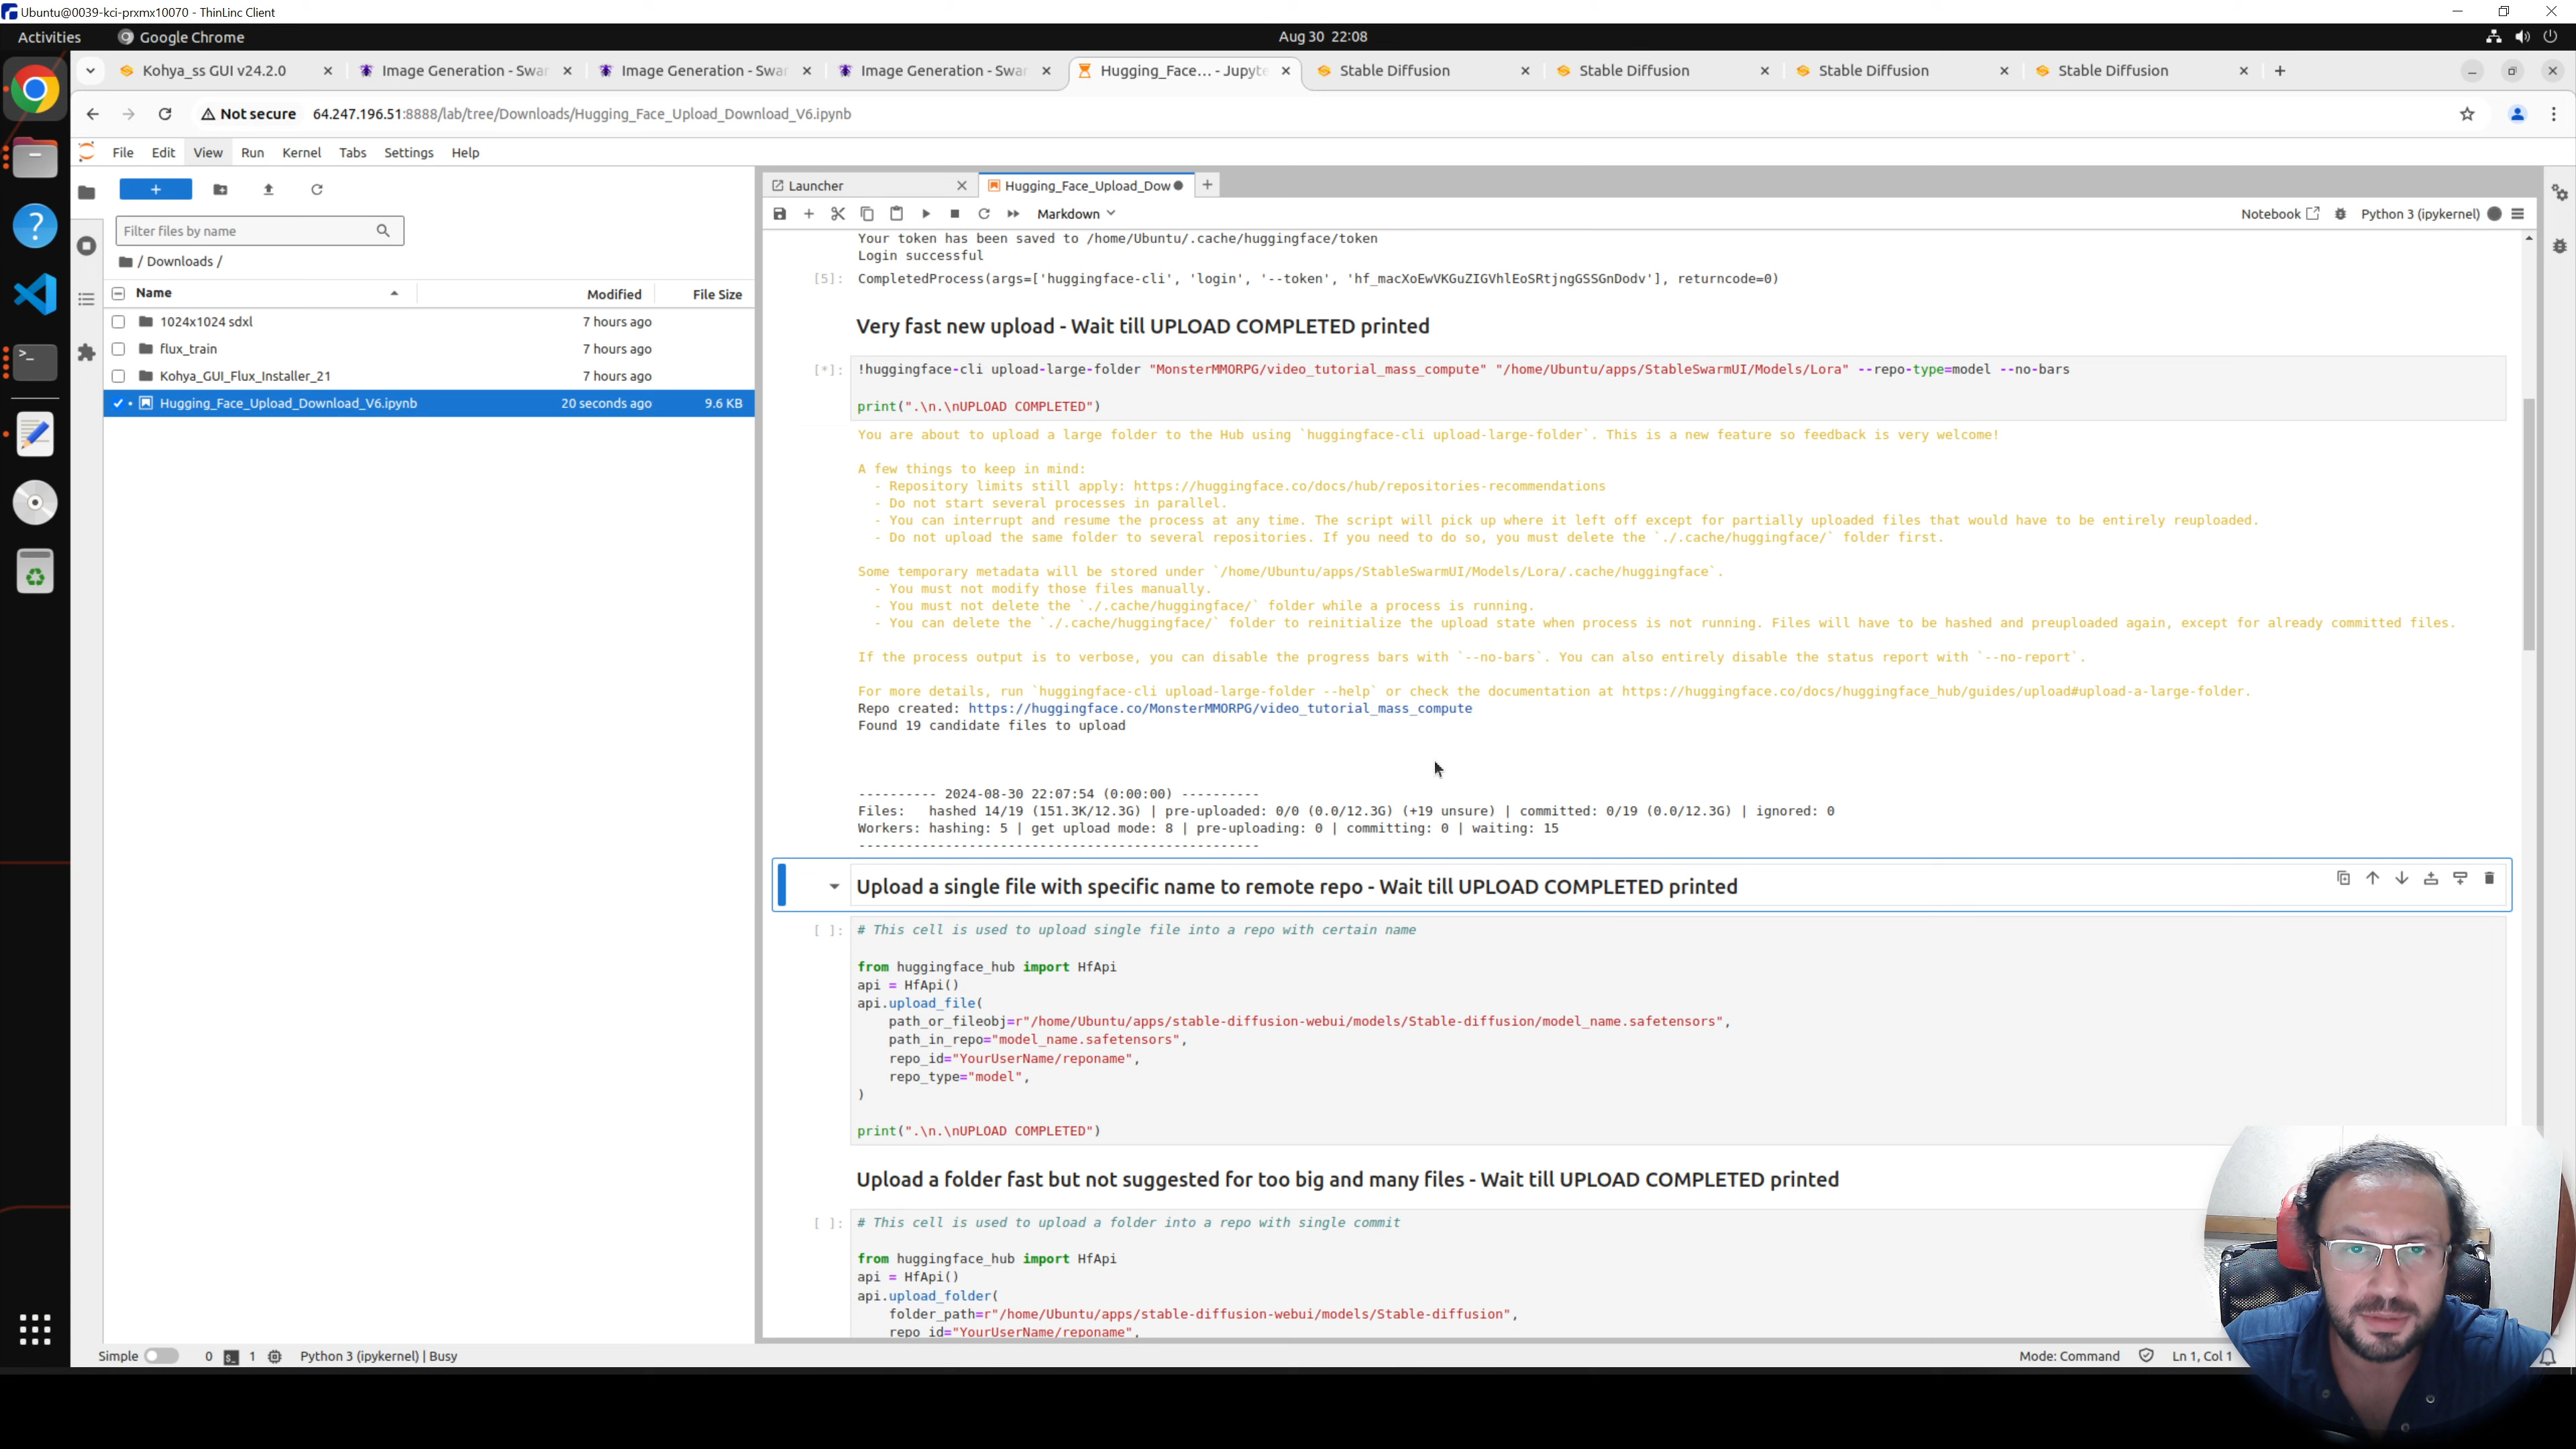 Ubuntu@0039-kci-prxmx10070 - ThinLinc Client
Activities Google Chrome Aug 30 22:08
Kohya_ss GUI v24.2.0 Image Generation - Swar Image Generation - Swar Image Generation - Swar Hugging_Face... - Jupyte Stable Diffusion Stable Diffusion Stable Diffusion Stable Diffusion
Not secure 64.247.196.51:8888/lab/tree/Downloads/Hugging_Face_Upload_Download_V6.ipynb
File Edit View Run Kernel Tabs Settings Help
Filter files by name
/ Downloads /
Name Modified File Size
1024x1024 sdxl 7 hours ago
flux_train 7 hours ago
Kohya_GUI_Flux_Installer_21 7 hours ago
Hugging_Face_Upload_Download_V6.ipynb 20 seconds ago 9.6 KB
Launcher Hugging_Face_Upload_Dow
Markdown Notebook Python 3 (ipykernel)
Your token has been saved to /home/Ubuntu/.cache/huggingface/token
Login successful
[5]: CompletedProcess(args=['huggingface-cli', 'login', '--token', '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'], returncode=0)
Very fast new upload - Wait till UPLOAD COMPLETED printed
[*]: !huggingface-cli upload-large-folder "MonsterMMORPG/video_tutorial_mass_compute" "/home/Ubuntu/apps/StableSwarmUI/Models/Lora" --repo-type=model --no-bars
print(".\n.\nUPLOAD COMPLETED")
You are about to upload a large folder to the Hub using `huggingface-cli upload-large-folder`. This is a new feature so feedback is very welcome!
A few things to keep in mind:
- Repository limits still apply: https://huggingface.co/docs/hub/repositories-recommendations
- Do not start several processes in parallel.
- You can interrupt and resume the process at any time. The script will pick up where it left off except for partially uploaded files that would have to be entirely reuploaded.
- Do not upload the same folder to several repositories. If you need to do so, you must delete the `./.cache/huggingface/` folder first.
Some temporary metadata will be stored under `/home/Ubuntu/apps/StableSwarmUI/Models/Lora/.cache/huggingface`.
- You must not modify those files manually.
- You must not delete the `./.cache/huggingface/` folder while a process is running.
- You can delete the `./.cache/huggingface/` folder to reinitialize the upload state when process is not running. Files will have to be hashed and preuploaded again, except for already committed files.
If the process output is to verbose, you can disable the progress bars with `--no-bars`. You can also entirely disable the status report with `--no-report`.
For more details, run `huggingface-cli upload-large-folder --help` or check the documentation at https://huggingface.co/docs/huggingface_hub/guides/upload#upload-a-large-folder.
Repo created: https://huggingface.co/MonsterMMORPG/video_tutorial_mass_compute
Found 19 candidate files to upload
---------- 2024-08-30 22:07:54 (0:00:00) ----------
Files: hashed 14/19 (151.3K/12.3G) | pre-uploaded: 0/0 (0.0/12.3G) (+19 unsure) | committed: 0/19 (0.0/12.3G) | ignored: 0
Workers: hashing: 5 | get upload mode: 8 | pre-uploading: 0 | committing: 0 | waiting: 15
---------------------------------------------------
Upload a single file with specific name to remote repo - Wait till UPLOAD COMPLETED printed
[ ]: # This cell is used to upload single file into a repo with certain name
from huggingface_hub import HfApi
api = HfApi()
api.upload_file(
path_or_fileobj=r"/home/Ubuntu/apps/stable-diffusion-webui/models/Stable-diffusion/model_name.safetensors",
path_in_repo="model_name.safetensors",
repo_id="YourUserName/reponame",
repo_type="model",
)
print(".\n.\nUPLOAD COMPLETED")
Upload a folder fast but not suggested for too big and many files - Wait till UPLOAD COMPLETED printed
[ ]: # This cell is used to upload a folder into a repo with single commit
from huggingface_hub import HfApi
api = HfApi()
api.upload_folder(
folder_path=r"/home/Ubuntu/apps/stable-diffusion-webui/models/Stable-diffusion",
repo_id="YourUserName/reponame",
Simple 0 1 Python 3 (ipykernel) | Busy Mode: Command Ln 1, Col 1